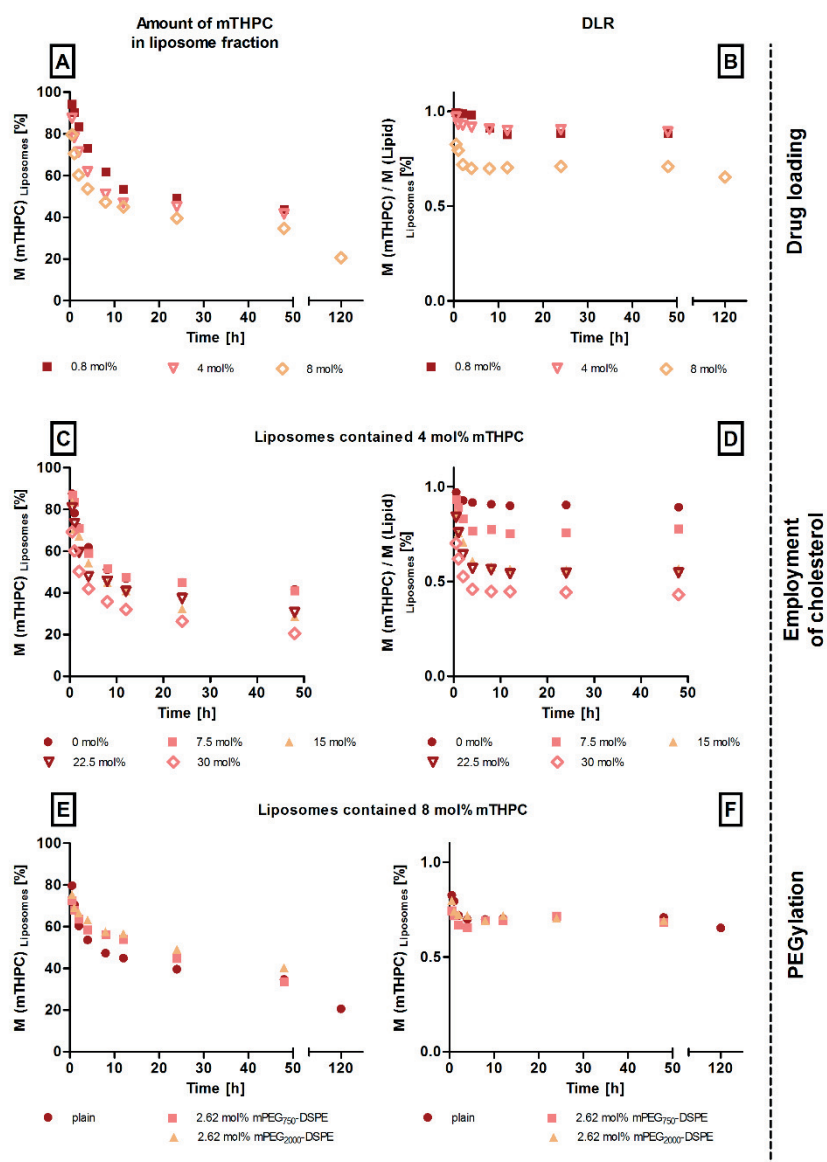 Amount of mTHPC
in liposome fraction
DLR
A
B
100
80
60
40
20
0
M (mTHPC) Liposomes [%]
0
10
20
30
40
50
120
Time [h]
1.0
0.5
0.0
M (mTHPC) / M (Lipid)
Liposomes [%]
0
10
20
30
40
50
120
Time [h]
0.8 mol%
4 mol%
8 mol%
0.8 mol%
4 mol%
8 mol%
Drug loading
C
Liposomes contained 4 mol% mTHPC
D
100
80
60
40
20
0
M (mTHPC) Liposomes [%]
0
10
20
30
40
50
Time [h]
1.0
0.5
0.0
M (mTHPC) / M (Lipid)
Liposomes [%]
0
10
20
30
40
50
Time [h]
0 mol%
7.5 mol%
15 mol%
22.5 mol%
30 mol%
0 mol%
7.5 mol%
15 mol%
22.5 mol%
30 mol%
Employment
of cholesterol
E
Liposomes contained 8 mol% mTHPC
F
100
80
60
40
20
0
M (mTHPC) Liposomes [%]
0
10
20
30
40
50
120
Time [h]
1.0
0.5
0.0
M (mTHPC) / M (Lipid)
Liposomes [%]
0
10
20
30
40
50
120
Time [h]
plain
2.62 mol% mPEG750-DSPE
2.62 mol% mPEG2000-DSPE
plain
2.62 mol% mPEG750-DSPE
2.62 mol% mPEG2000-DSPE
PEGylation